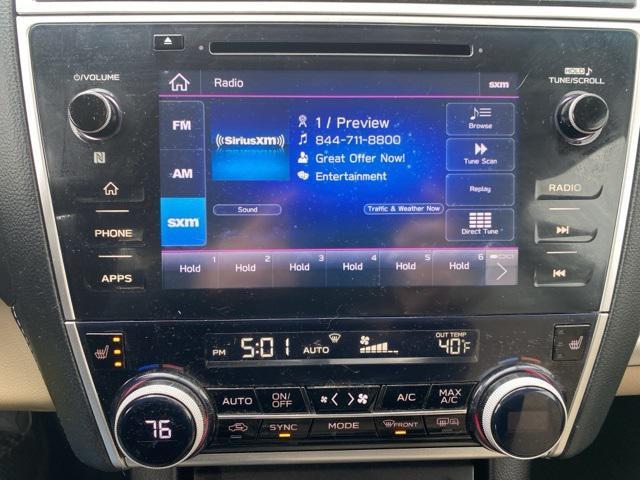 ⏻/VOLUME
Radio
sxm
HOLD ♪
TUNE/SCROLL
FM
AM
sxm
((SiriusXM))
1 / Preview
844-711-8800
Great Offer Now!
Entertainment
Sound
Traffic & Weather Now
Browse
Tune Scan
Replay
Direct Tune
Hold 1
Hold 2
Hold 3
Hold 4
Hold 5
Hold 6
N
PHONE
APPS
RADIO
PM 5:01 AUTO
OUT TEMP
40°F
76
AUTO
ON/
OFF
A/C
MAX
A/C
SYNC
MODE
FRONT